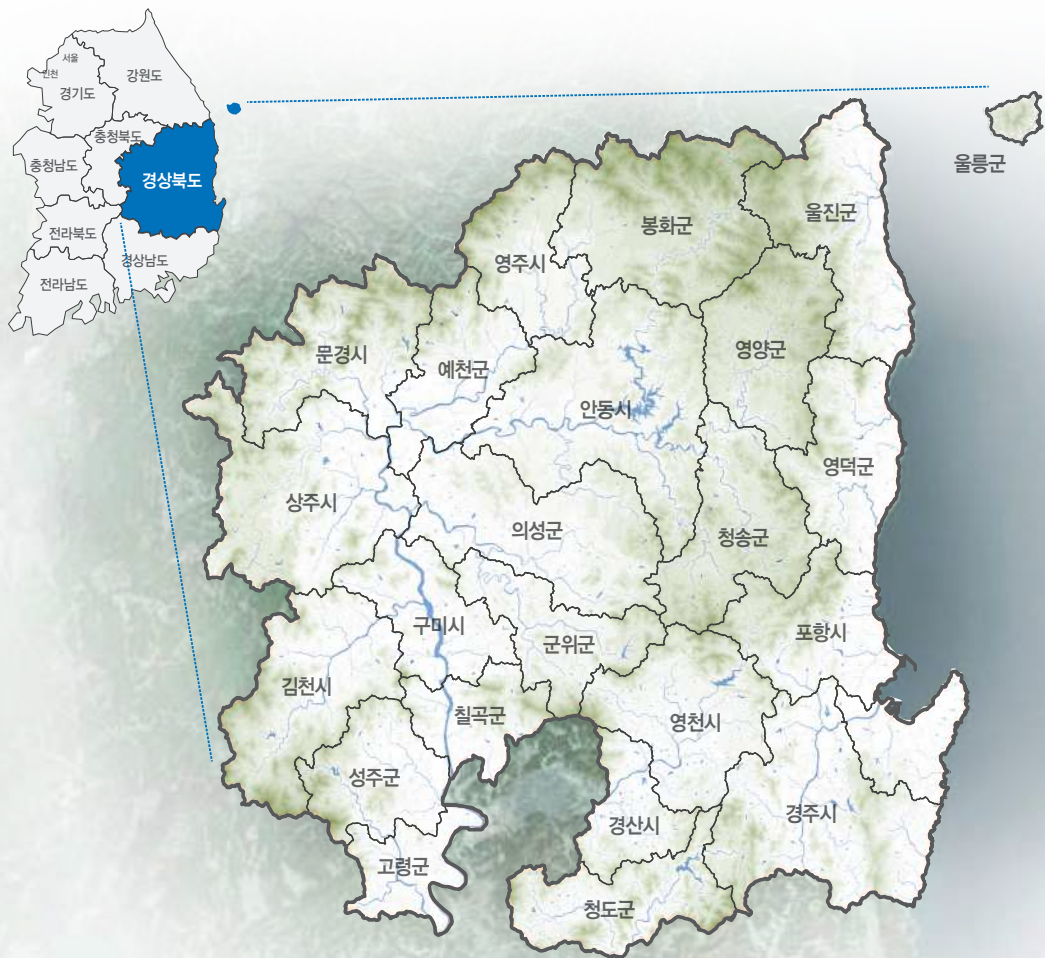 서울
인천
강원도
경기도
충청북도
충청남도
경상북도
전라북도
경상남도
전라남도
울릉군
울진군
봉화군
영주시
문경시
예천군
영양군
안동시
영덕군
상주시
의성군
청송군
구미시
군위군
포항시
김천시
칠곡군
영천시
성주군
경산시
경주시
고령군
청도군